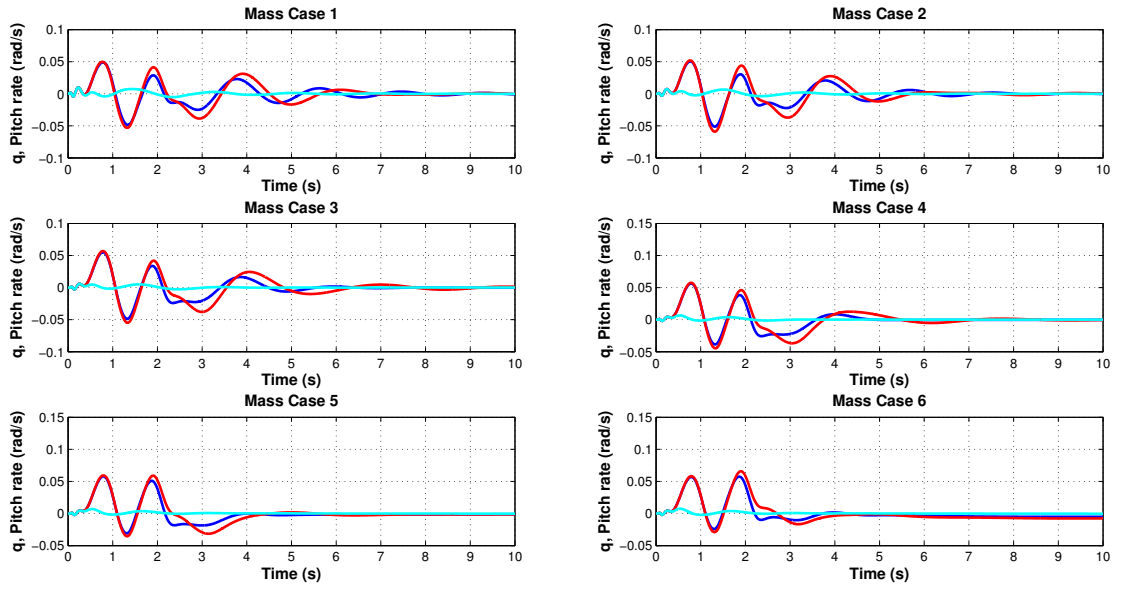 Mass Case 1
q, Pitch rate (rad/s)
0.1
0.05
0
−0.05
−0.1
0 1 2 3 4 5 6 7 8 9 10
Time (s)
Mass Case 2
q, Pitch rate (rad/s)
0.1
0.05
0
−0.05
−0.1
0 1 2 3 4 5 6 7 8 9 10
Time (s)
Mass Case 3
q, Pitch rate (rad/s)
0.1
0.05
0
−0.05
−0.1
0 1 2 3 4 5 6 7 8 9 10
Time (s)
Mass Case 4
q, Pitch rate (rad/s)
0.15
0.1
0.05
0
−0.05
0 1 2 3 4 5 6 7 8 9 10
Time (s)
Mass Case 5
q, Pitch rate (rad/s)
0.15
0.1
0.05
0
−0.05
0 1 2 3 4 5 6 7 8 9 10
Time (s)
Mass Case 6
q, Pitch rate (rad/s)
0.15
0.1
0.05
0
−0.05
0 1 2 3 4 5 6 7 8 9 10
Time (s)